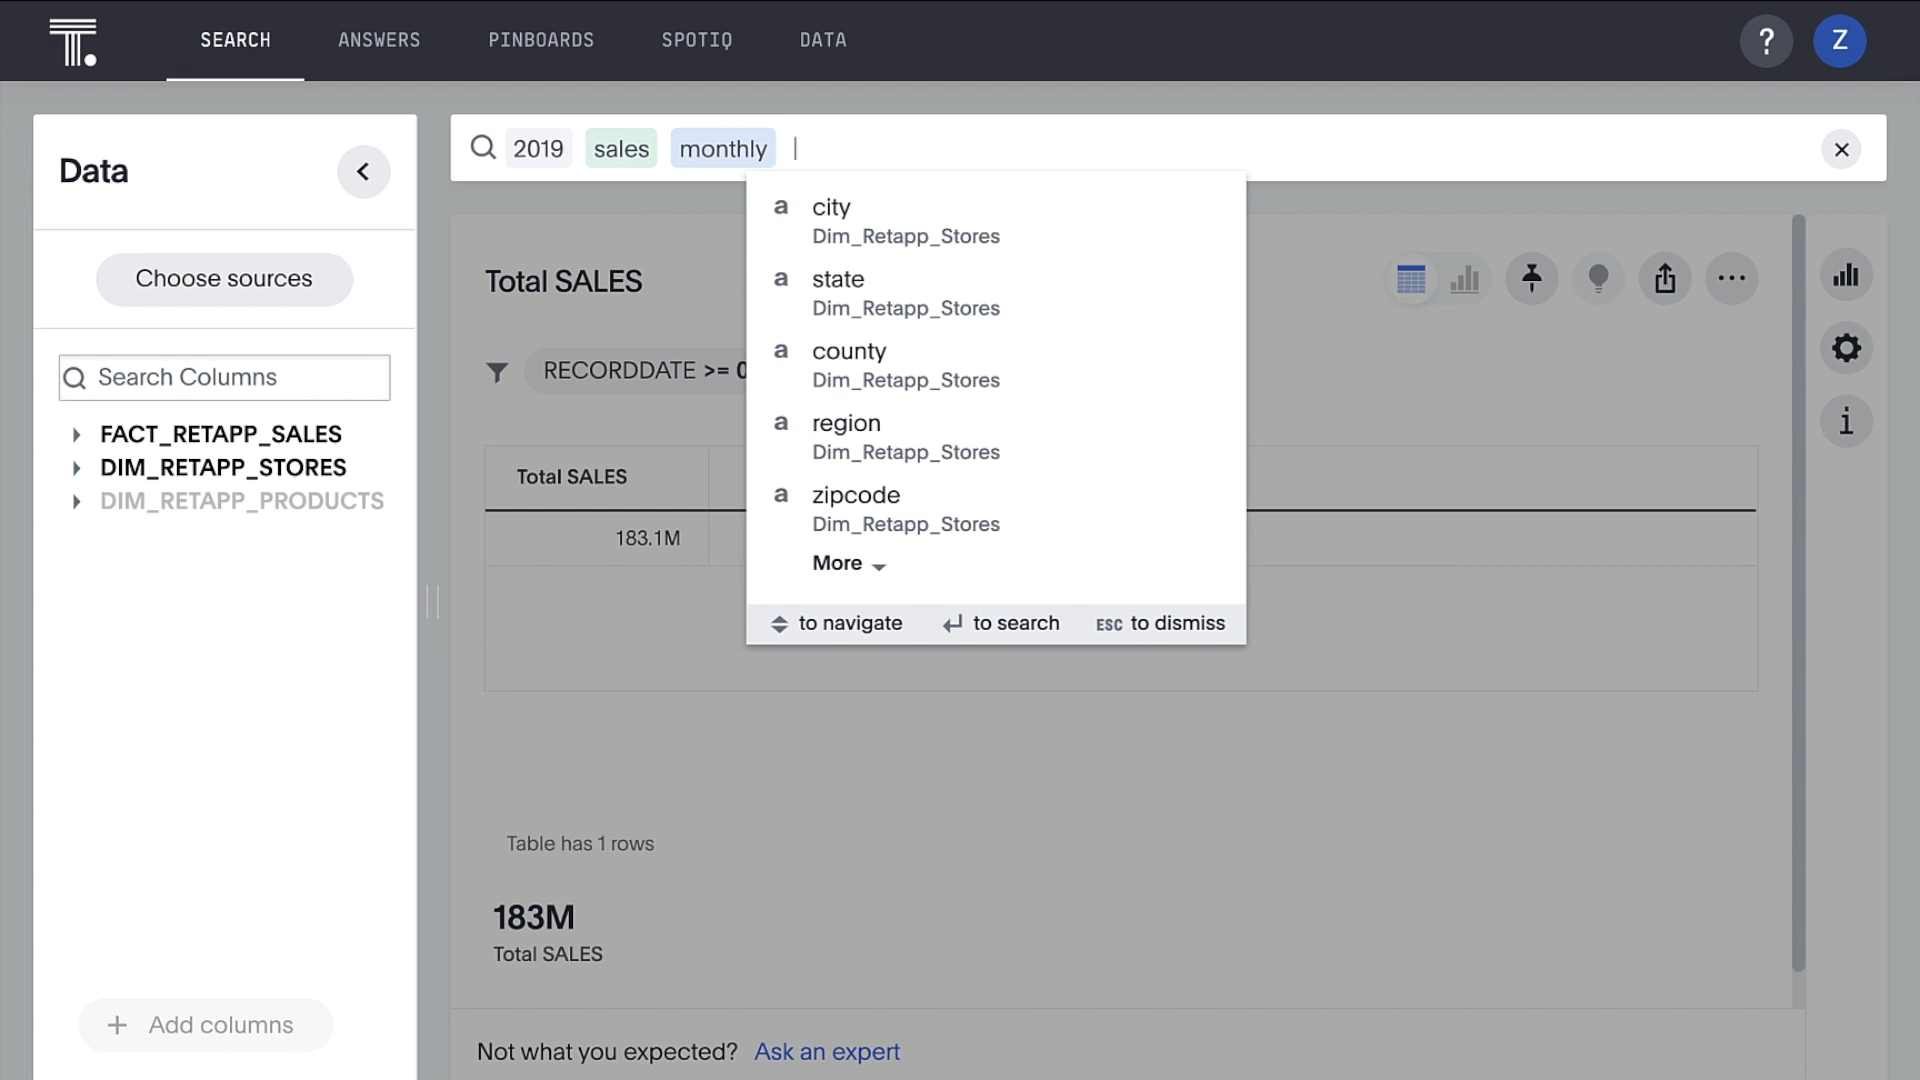 SEARCH ANSWERS PINBOARDS SPOTIQ DATA ? Z
Data
2019 sales monthly
Choose sources
Search Columns
FACT_RETAPP_SALES
DIM_RETAPP_STORES
DIM_RETAPP_PRODUCTS
Add columns
a city
Dim_Retapp_Stores
a state
Dim_Retapp_Stores
a county
Dim_Retapp_Stores
a region
Dim_Retapp_Stores
a zipcode
Dim_Retapp_Stores
More
to navigate to search ESC to dismiss
Total SALES
RECORDDATE >= 0
Total SALES
183.1M
Table has 1 rows
183M
Total SALES
Not what you expected? Ask an expert